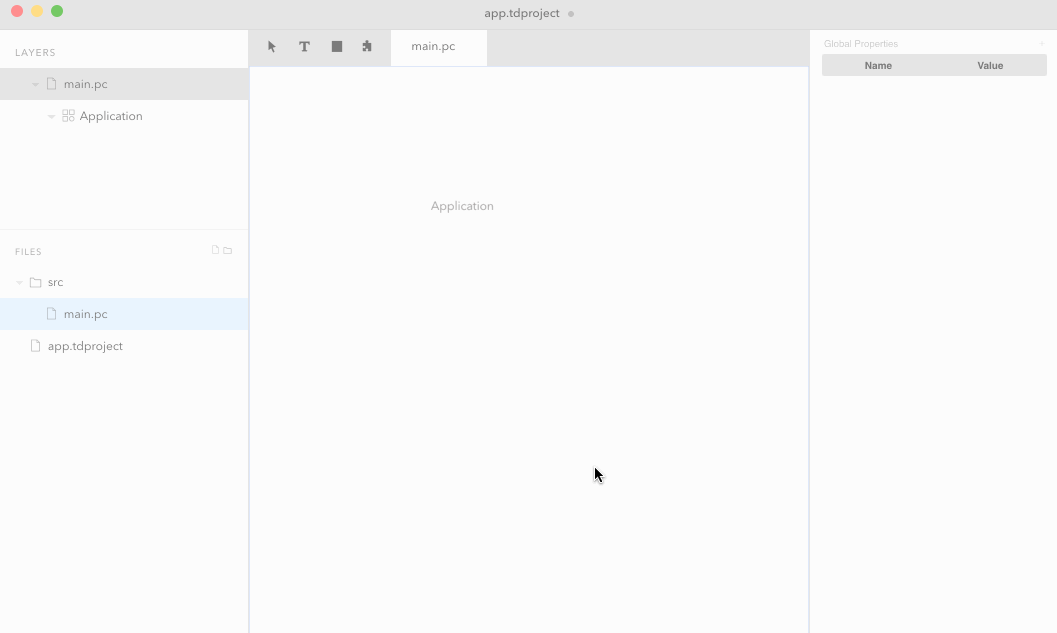 app.tdproject
LAYERS
main.pc
Application
FILES
src
main.pc
app.tdproject
T
main.pc
Application
Global Properties
Name Value